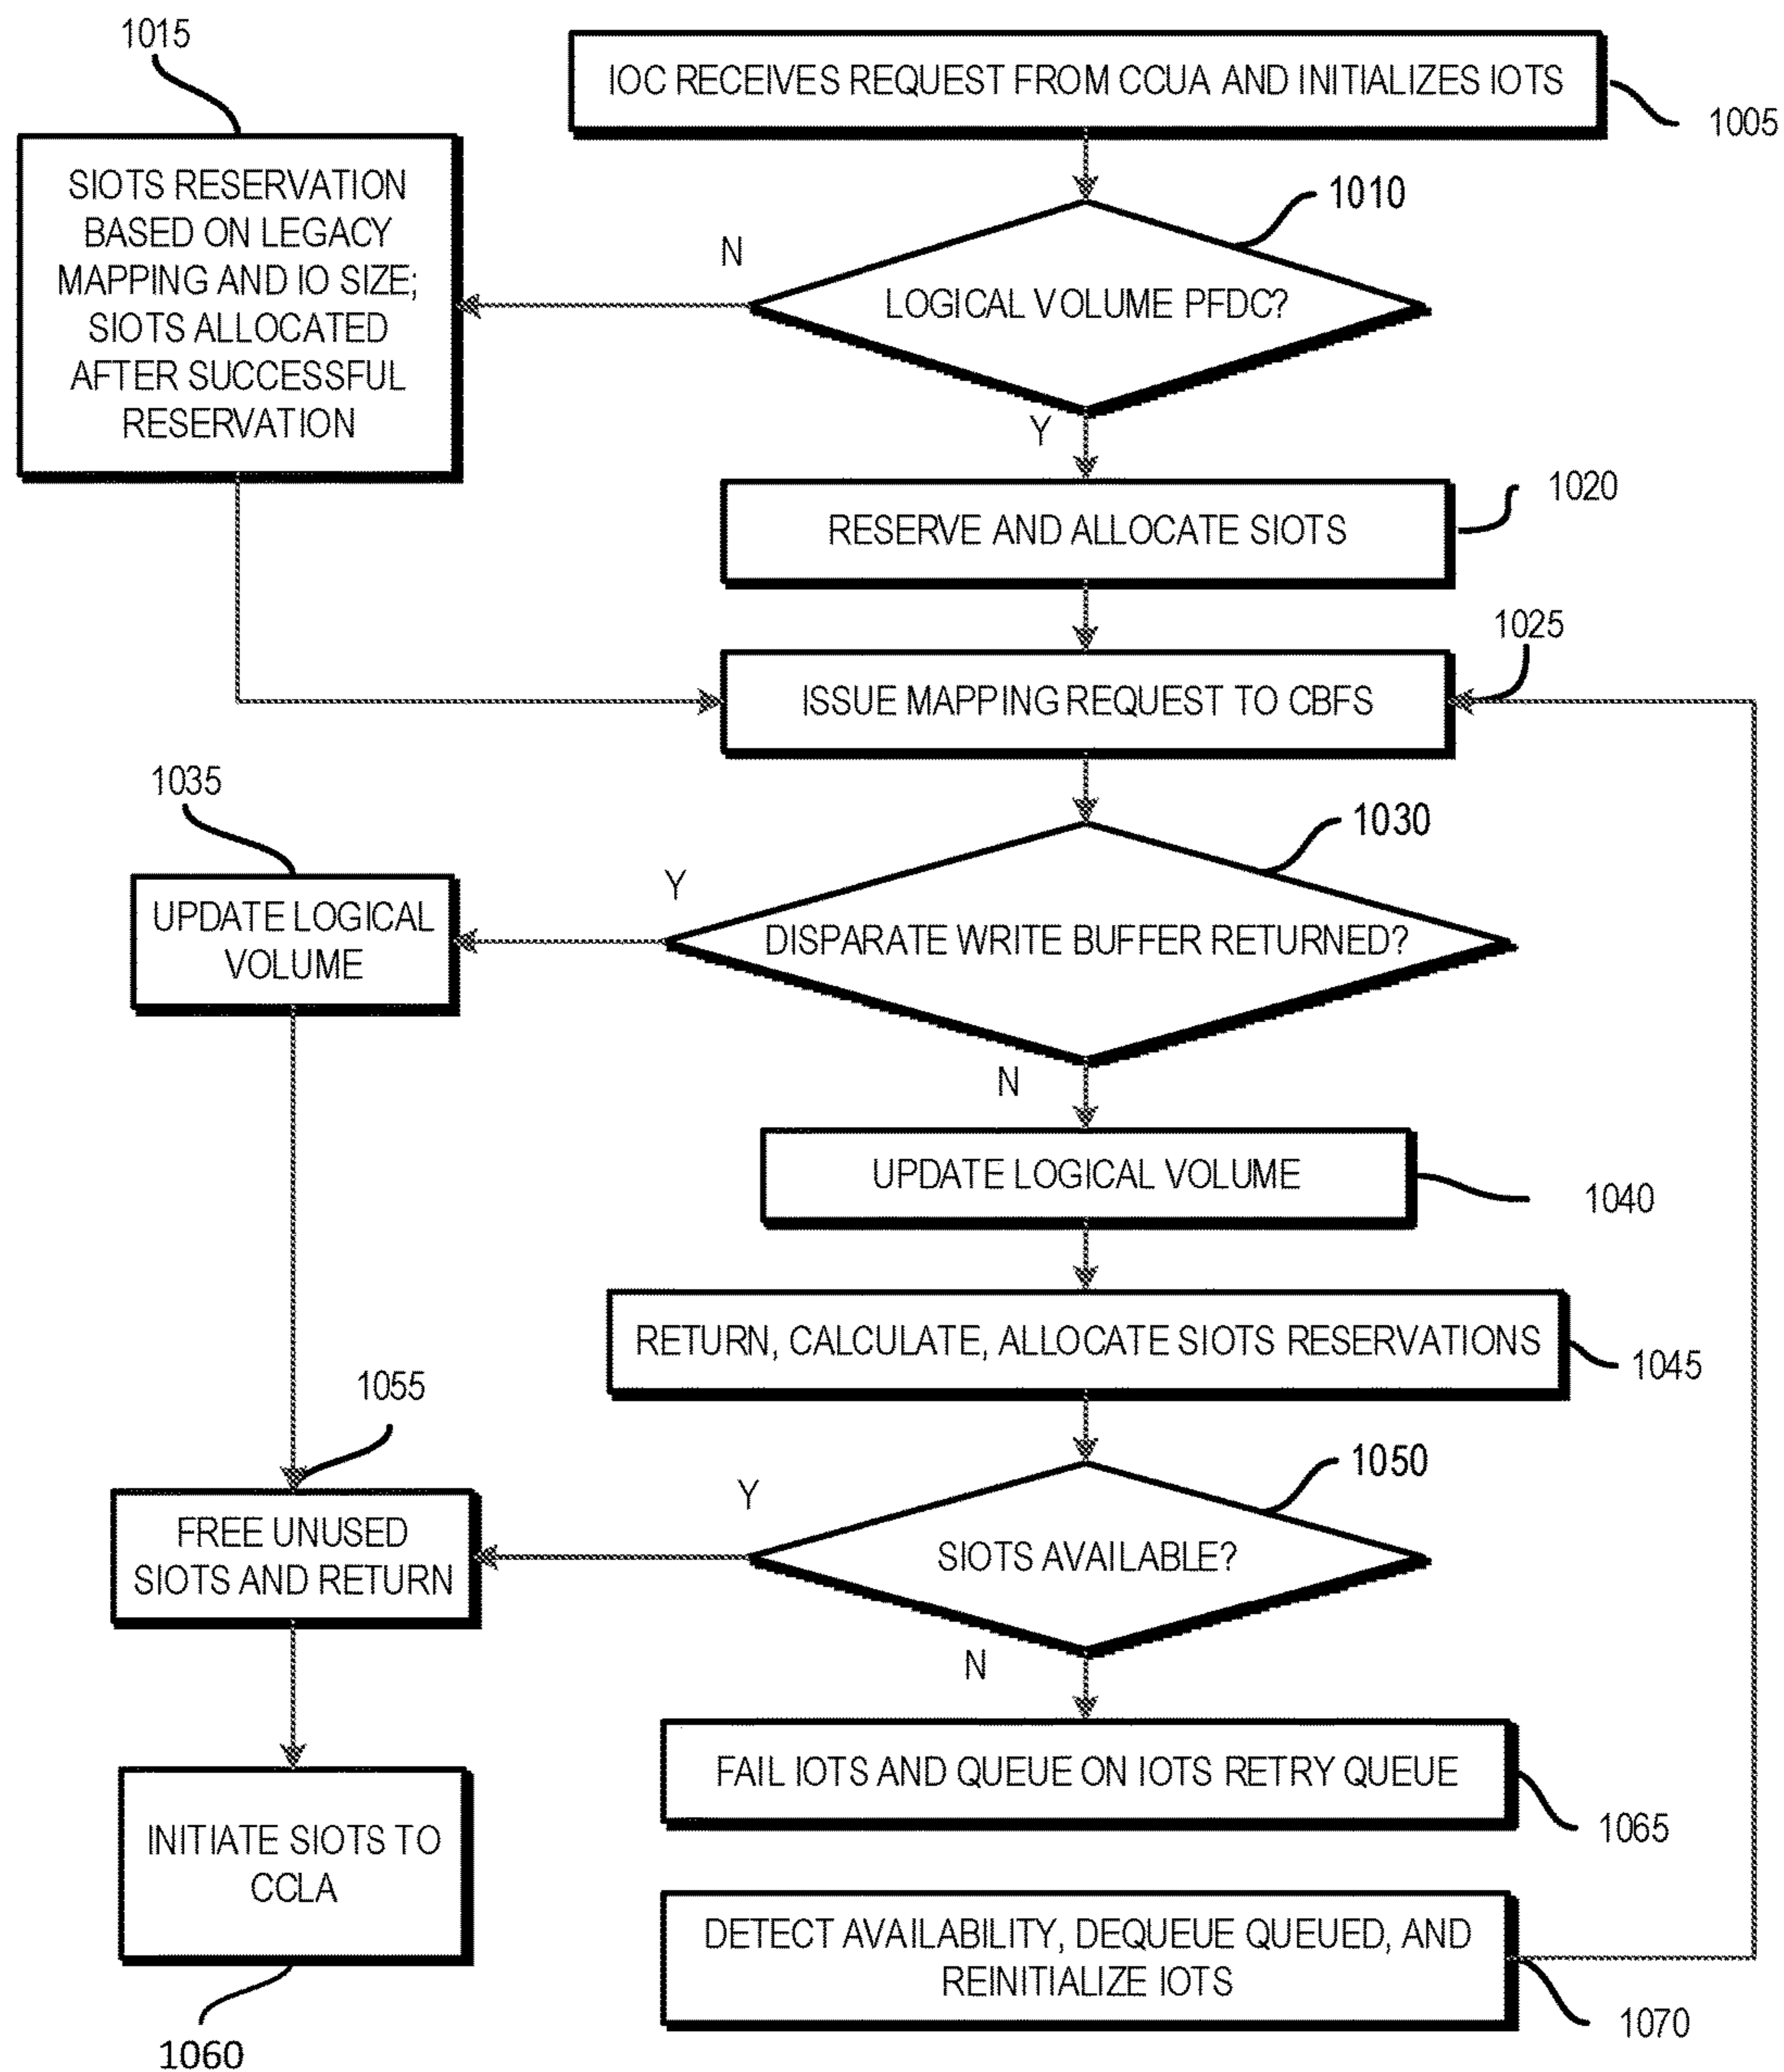 1015
IOC RECEIVES REQUEST FROM CCUA AND INITIALIZES IOTS
1005
SIOTS RESERVATION
BASED ON LEGACY
MAPPING AND IO SIZE;
SIOTS ALLOCATED
AFTER SUCCESSFUL
RESERVATION
1010
N
LOGICAL VOLUME PFDC?
Y
1020
RESERVE AND ALLOCATE SIOTS
1025
ISSUE MAPPING REQUEST TO CBFS
1035
1030
Y
UPDATE LOGICAL
VOLUME
DISPARATE WRITE BUFFER RETURNED?
N
UPDATE LOGICAL VOLUME
1040
RETURN, CALCULATE, ALLOCATE SIOTS RESERVATIONS
1045
1055
1050
Y
FREE UNUSED
SIOTS AND RETURN
SIOTS AVAILABLE?
N
FAIL IOTS AND QUEUE ON IOTS RETRY QUEUE
1065
INITIATE SIOTS TO
CCLA
DETECT AVAILABILITY, DEQUEUE QUEUED, AND
REINITIALIZE IOTS
1070
1060